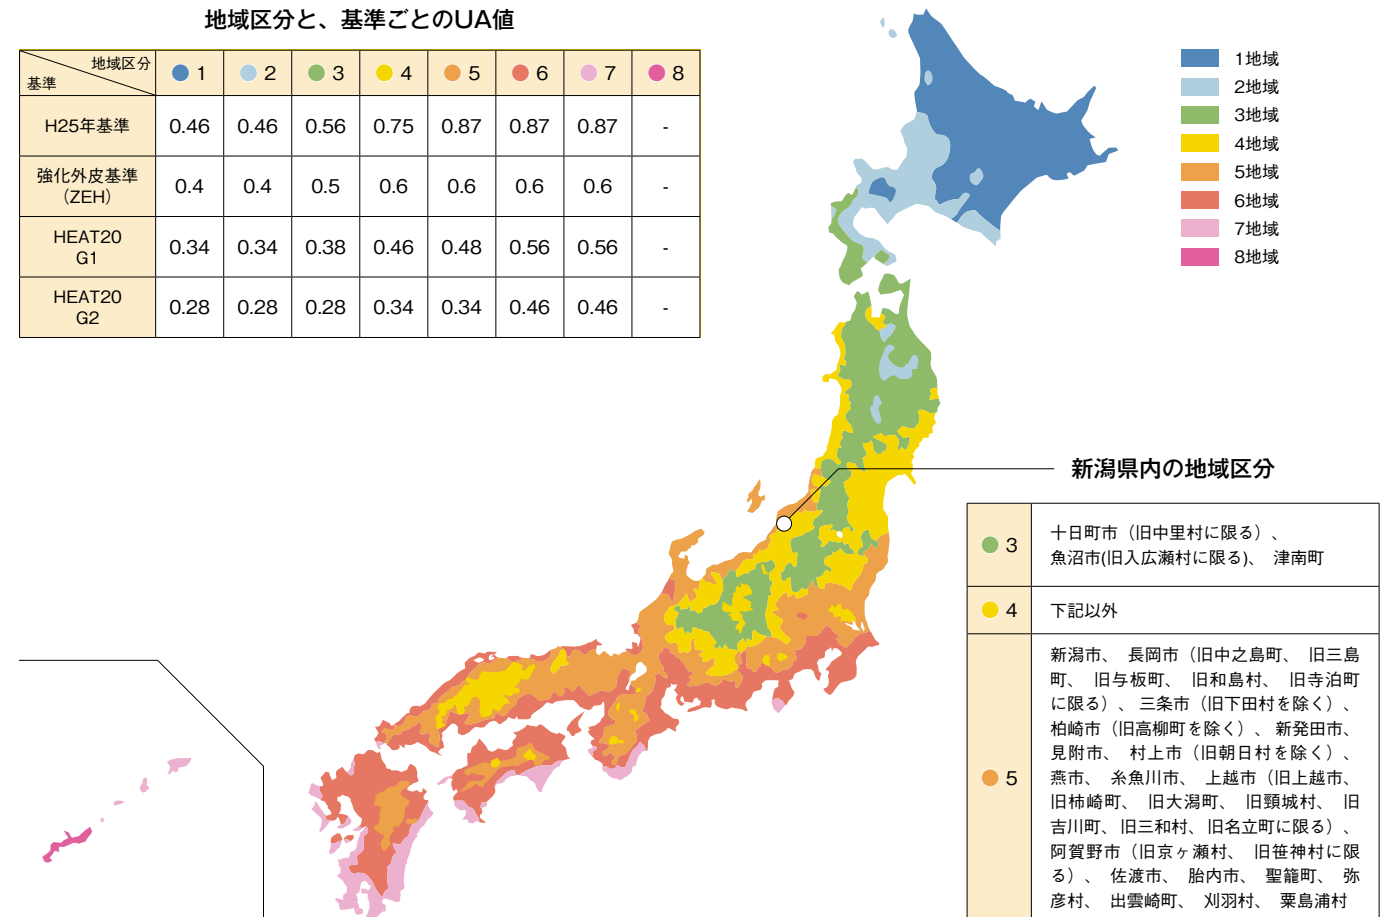 地域区分と、基準ごとのUA値
地域区分
基準
1 2 3 4 5 6 7 8
H25年基準 0.46 0.46 0.56 0.75 0.87 0.87 0.87 -
強化外皮基準
（ZEH） 0.4 0.4 0.5 0.6 0.6 0.6 0.6 -
HEAT20
G1 0.34 0.34 0.38 0.46 0.48 0.56 0.56 -
HEAT20
G2 0.28 0.28 0.28 0.34 0.34 0.46 0.46 -
1地域
2地域
3地域
4地域
5地域
6地域
7地域
8地域
新潟県内の地域区分
3
十日町市（旧中里村に限る）、
魚沼市(旧入広瀬村に限る)、 津南町
4 下記以外
5
新潟市、 長岡市（旧中之島町、 旧三島
町、 旧与板町、 旧和島村、 旧寺泊町
に限る）、三条市（旧下田村を除く）、
柏崎市（旧高柳町を除く）、 新発田市、
見附市、 村上市（旧朝日村を除く）、
燕市、 糸魚川市、 上越市（旧上越市、
旧柿崎町、 旧大潟町、 旧頸城村、 旧
吉川町、旧三和村、旧名立町に限る）、
阿賀野市（旧京ヶ瀬村、 旧笹神村に限
る）、 佐渡市、 胎内市、 聖籠町、 弥
彦村、 出雲崎町、 刈羽村、 粟島浦村